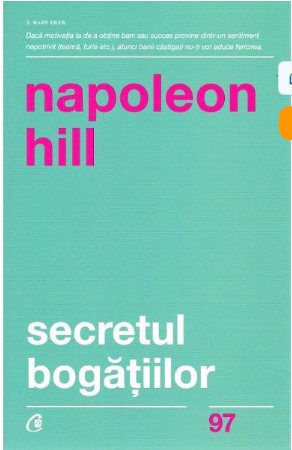 T. HARV EKER
Dacă motivația ta de a obține bani sau succes provine dintr-un sentiment
nepotrivit (teamă, furie etc.), atunci banii câștigați nu-ți vor aduce fericirea.
napoleon
hill
secretul
bogățiilor
97